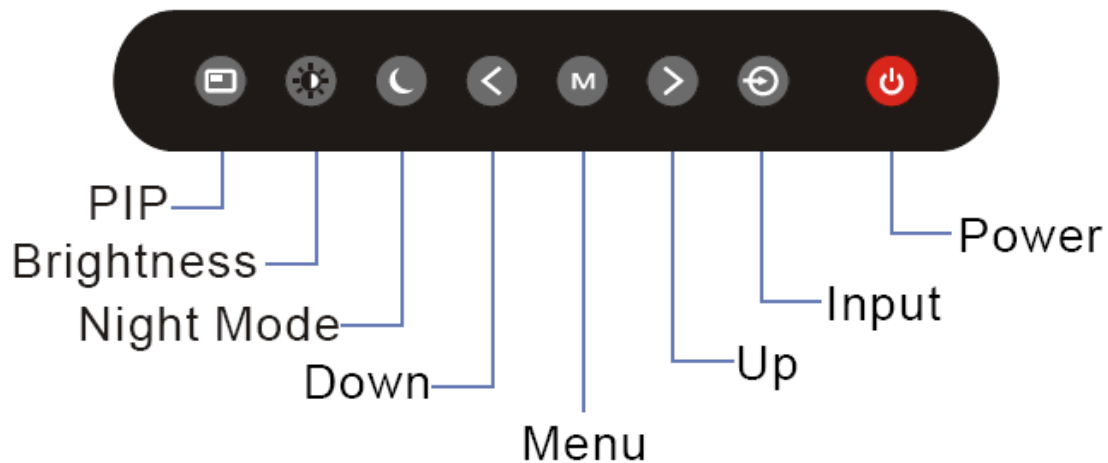 M
PIP
Brightness
Night Mode
Down
Menu
Up
Input
Power